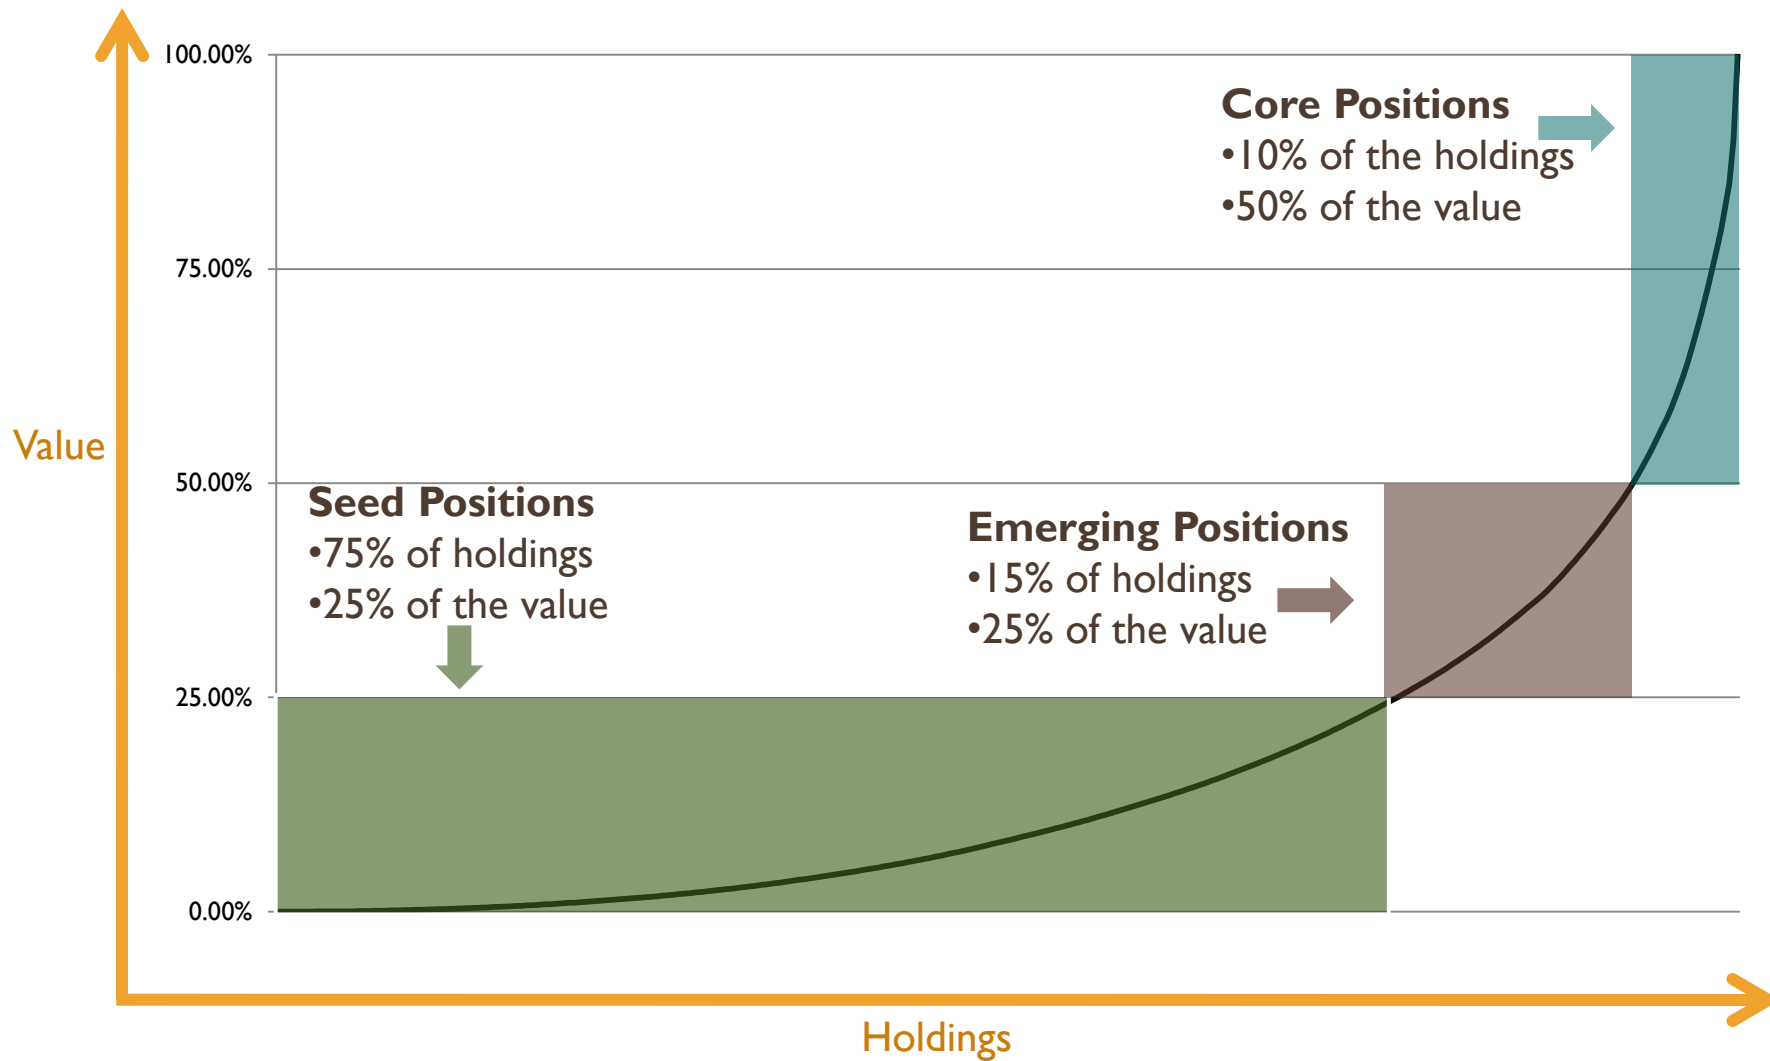 100.00%
Core Positions
•10% of the holdings
•50% of the value
75.00%
Value
50.00%
Seed Positions
•75% of holdings
•25% of the value
Emerging Positions
•15% of holdings
•25% of the value
25.00%
0.00%
Holdings